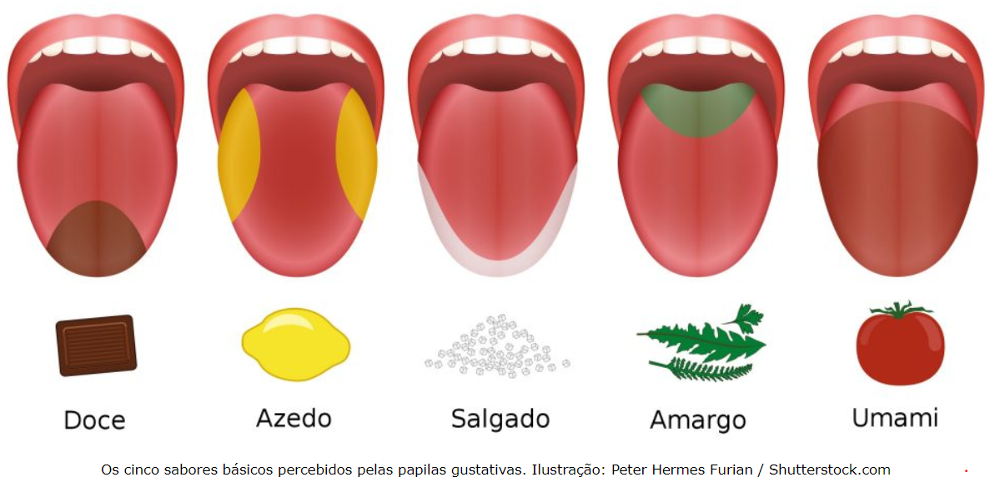 Doce
Azedo
Salgado
Amargo
Umami
Os cinco sabores básicos percebidos pelas papilas gustativas. Ilustração: Peter Hermes Furian / Shutterstock.com